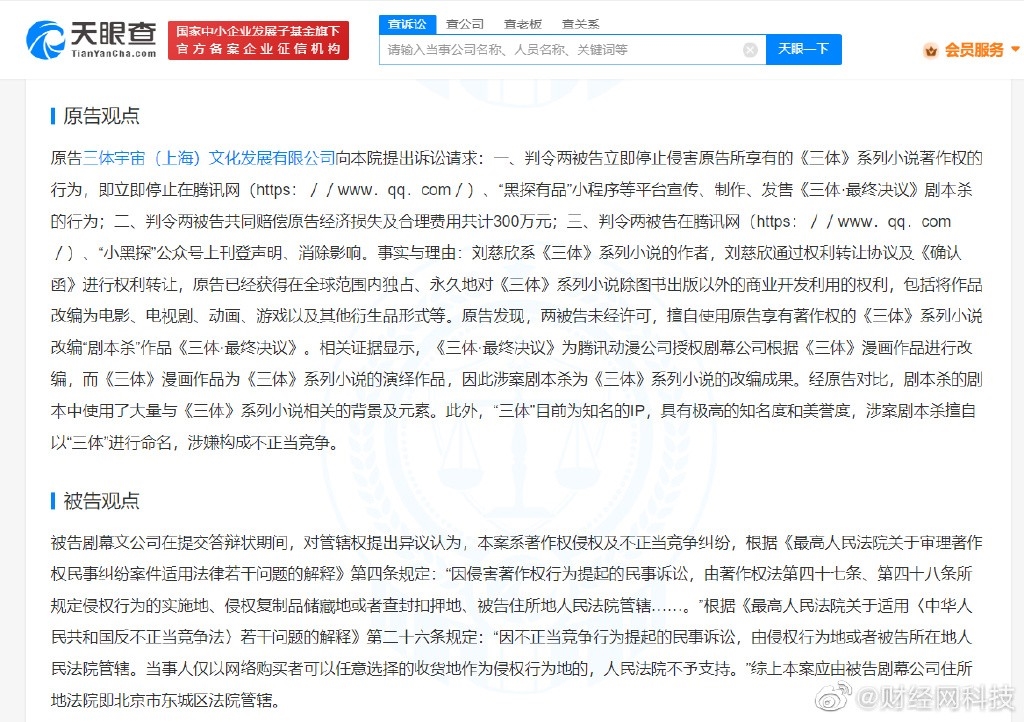 天眼查
TianYanCha.com
国家中小企业发展子基金旗下
官方备案企业征信机构
查诉讼 查公司 查老板 查关系
请输入当事公司名称、人员名称、关键词等
天眼一下
会员服务
原告观点
原告三体宇宙（上海）文化发展有限公司向本院提出诉讼请求：一、判令两被告立即停止侵害原告所享有的《三体》系列小说著作权的
行为，即立即停止在腾讯网（https：//www．qq．com/）、“黑探有品”小程序等平台宣传、制作、发售《三体·最终决议》剧本杀
的行为；二、判令两被告共同赔偿原告经济损失及合理费用共计300万元；三、判令两被告在腾讯网（https：//www．qq．com
/）、“小黑探”公众号上刊登声明、消除影响。事实与理由：刘慈欣系《三体》系列小说的作者，刘慈欣通过权利转让协议及《确认
函》进行权利转让，原告已经获得在全球范围内独占、永久地对《三体》系列小说除图书出版以外的商业开发利用的权利，包括将作品
改编为电影、电视剧、动画、游戏以及其他衍生品形式等。原告发现，两被告未经许可，擅自使用原告享有著作权的《三体》系列小说
改编“剧本杀”作品《三体·最终决议》。相关证据显示，《三体·最终决议》为腾讯动漫公司授权剧幕公司根据《三体》漫画作品进行改
编，而《三体》漫画作品为《三体》系列小说的演绎作品，因此涉案剧本杀为《三体》系列小说的改编成果。经原告对比，剧本杀的剧
本中使用了大量与《三体》系列小说相关的背景及元素。此外，“三体”目前为知名的IP，具有极高的知名度和美誉度，涉案剧本杀擅自
以“三体”进行命名，涉嫌构成不正当竞争。
被告观点
被告剧幕文公司在提交答辩状期间，对管辖权提出异议认为，本案系著作权侵权及不正当竞争纠纷，根据《最高人民法院关于审理著作
权民事纠纷案件适用法律若干问题的解释》第四条规定：“因侵害著作权行为提起的民事诉讼，由著作权法第四十七条、第四十八条所
规定侵权行为的实施地、侵权复制品储藏地或者查封扣押地、被告住所地人民法院管辖……。”根据《最高人民法院关于适用〈中华人
民共和国反不正当竞争法〉若干问题的解释》第二十六条规定：“因不正当竞争行为提起的民事诉讼，由侵权行为地或者被告所在地人
民法院管辖。当事人仅以网络购买者可以任意选择的收货地作为侵权行为地的，人民法院不予支持。”综上本案应由被告剧幕公司住所
地法院即北京市东城区法院管辖。
@财经网科技